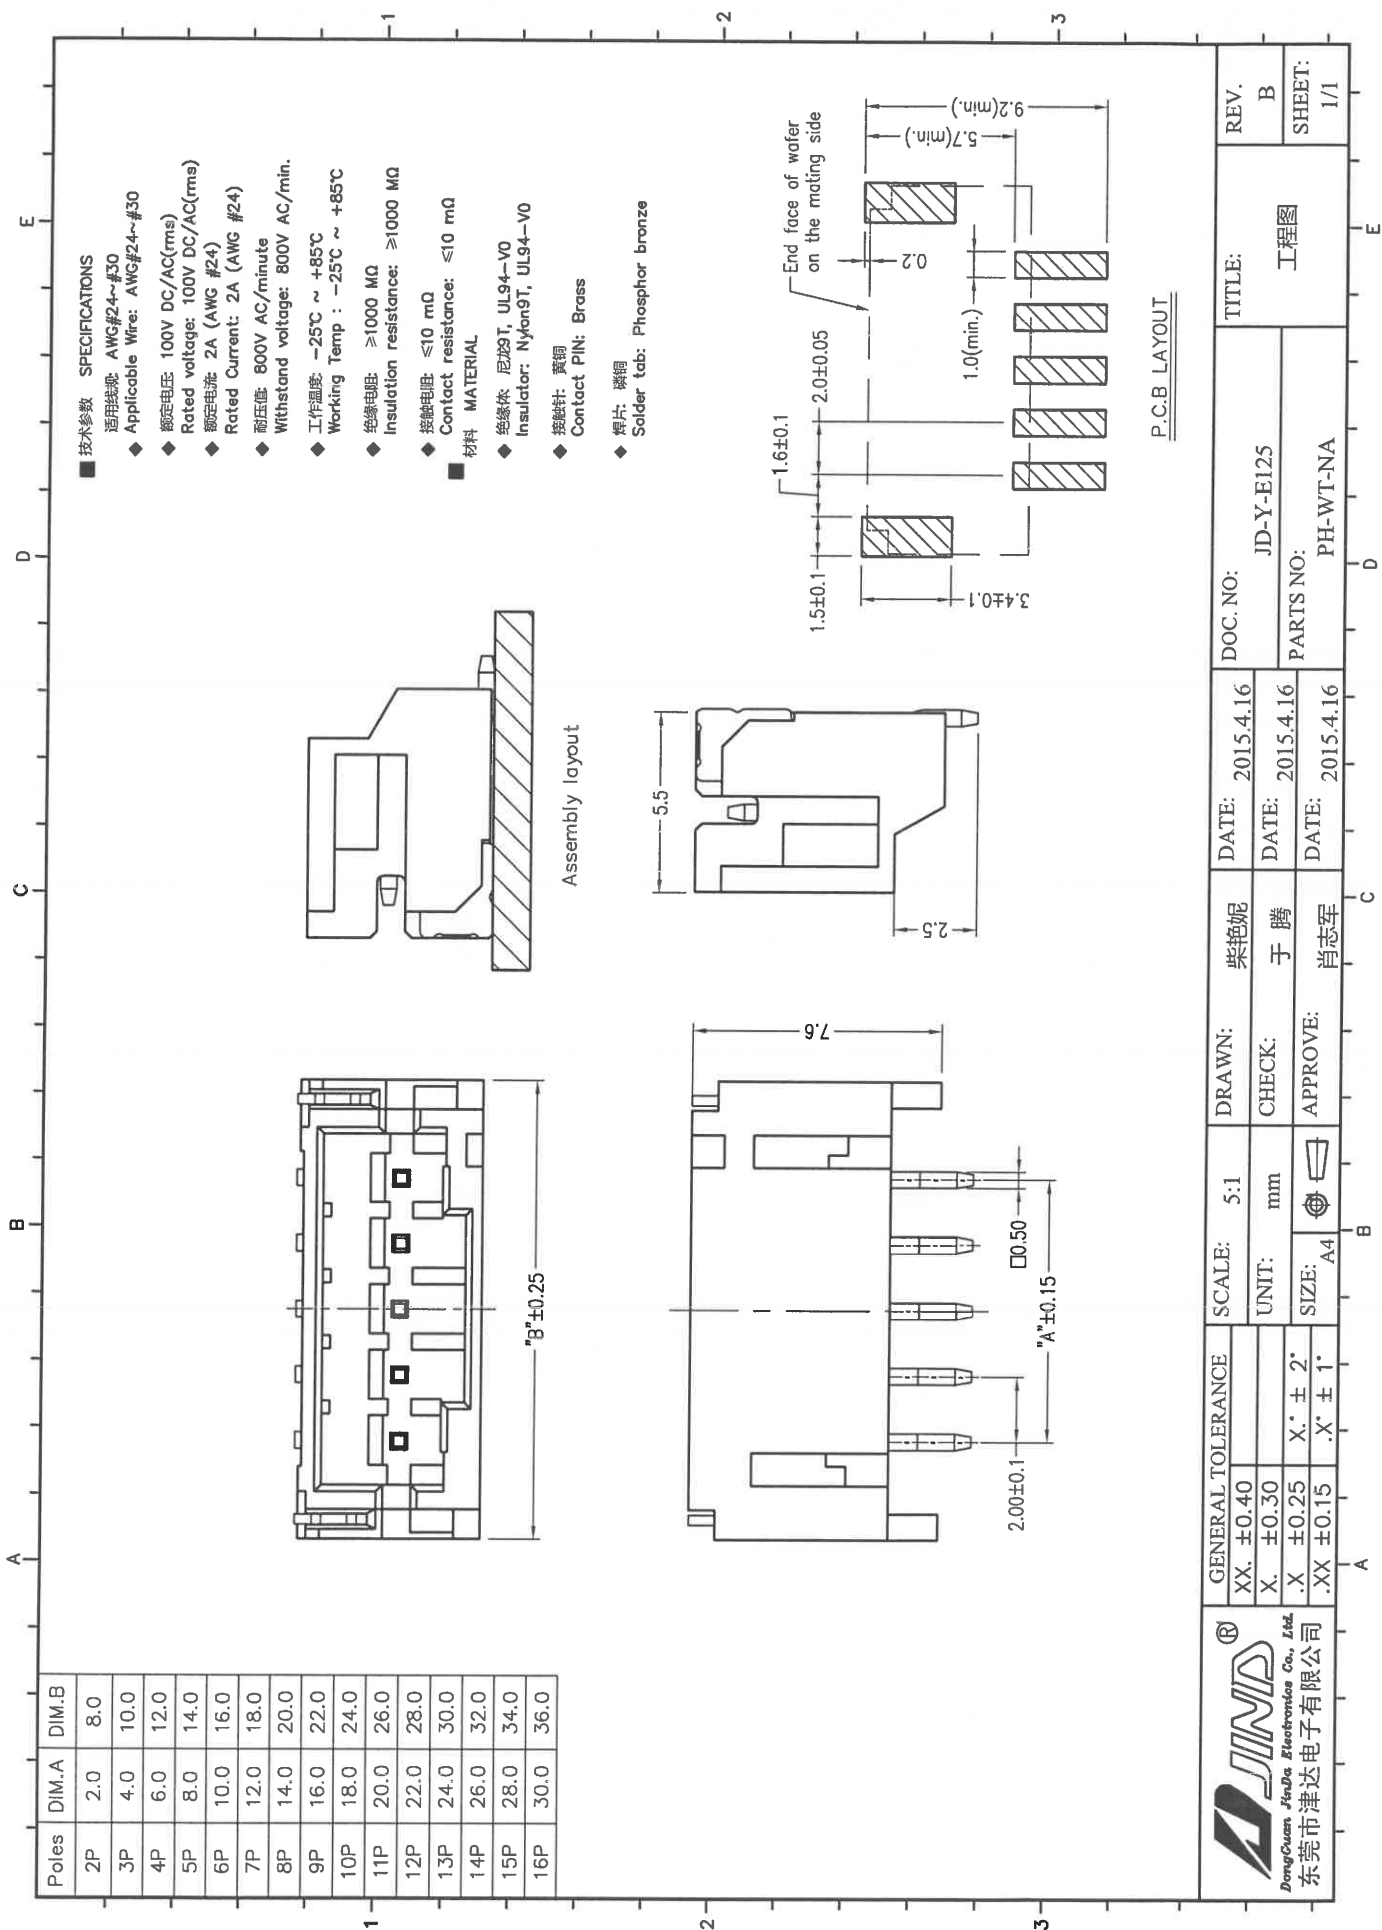 Poles DIM.A DIM.B
2P 2.0 8.0
3P 4.0 10.0
4P 6.0 12.0
5P 8.0 14.0
6P 10.0 16.0
7P 12.0 18.0
8P 14.0 20.0
9P 16.0 22.0
10P 18.0 24.0
11P 20.0 26.0
12P 22.0 28.0
13P 24.0 30.0
14P 26.0 32.0
15P 28.0 34.0
16P 30.0 36.0
"B"±0.25
7.6
□0.50
"A"±0.15
2.00±0.1
Assembly layout
5.5
2.5
■ 技术参数 SPECIFICATIONS
适用线规: AWG#24~#30
◆ Applicable Wire: AWG#24~#30
◆ 额定电压: 100V DC/AC(rms)
Rated voltage: 100V DC/AC(rms)
◆ 额定电流: 2A (AWG #24)
Rated Current: 2A (AWG #24)
◆ 耐压值: 800V AC/minute
Withstand voltage: 800V AC/min.
◆ 工作温度: -25℃ ~ +85℃
Working Temp : -25℃ ~ +85℃
◆ 绝缘电阻: ≥1000 MΩ
Insulation resistance: ≥1000 MΩ
◆ 接触电阻: ≤10 mΩ
Contact resistance: ≤10 mΩ
■ 材料 MATERIAL
◆ 绝缘体: 尼龙9T, UL94-V0
Insulator: Nylon9T, UL94-V0
◆ 接触针: 黄铜
Contact PIN: Brass
◆ 焊片: 磷铜
Solder tab: Phosphor bronze
End face of wafer
on the mating side
1.6±0.1
2.0±0.05
1.5±0.1
1.0(min.)
0.2
3.4±0.1
5.7(min.)
9.2(min.)
P.C.B LAYOUT
A B C D E
1 2 3
1 2 3
A B C D E
JIND ®
DongGuan JinDa Electronics Co., Ltd.
东莞市津达电子有限公司
GENERAL TOLERANCE
XX. ±0.40
X. ±0.30
.X ±0.25 X.° ± 2°
.XX ±0.15 .X° ± 1°
SCALE: 5:1
UNIT: mm
SIZE: A4
DRAWN: 柴艳妮 DATE: 2015.4.16
CHECK: 于 腾 DATE: 2015.4.16
APPROVE: 肖志军 DATE: 2015.4.16
DOC. NO: JD-Y-E125
PARTS NO: PH-WT-NA
TITLE: 工程图
REV. B
SHEET: 1/1